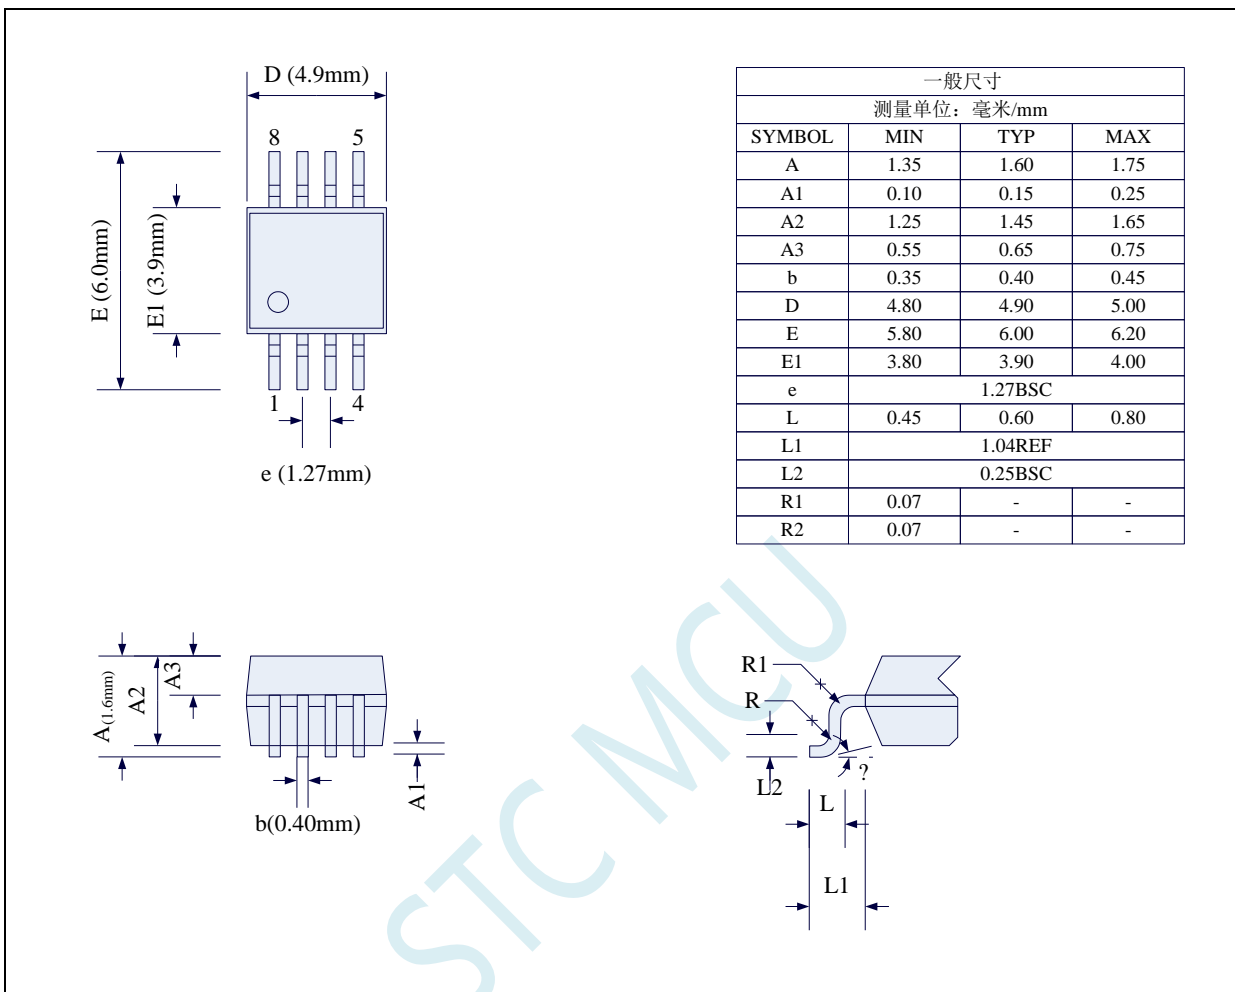 D (4.9mm)
8 5
E (6.0mm)
E1 (3.9mm)
1 4
e (1.27mm)
一般尺寸
测量单位：毫米/mm
SYMBOL MIN TYP MAX
A 1.35 1.60 1.75
A1 0.10 0.15 0.25
A2 1.25 1.45 1.65
A3 0.55 0.65 0.75
b 0.35 0.40 0.45
D 4.80 4.90 5.00
E 5.80 6.00 6.20
E1 3.80 3.90 4.00
e 1.27BSC
L 0.45 0.60 0.80
L1 1.04REF
L2 0.25BSC
R1 0.07 - -
R2 0.07 - -
A(1.6mm)
A2
A3
A1
b(0.40mm)
R1
R
L2
?
L
L1
STC MCU